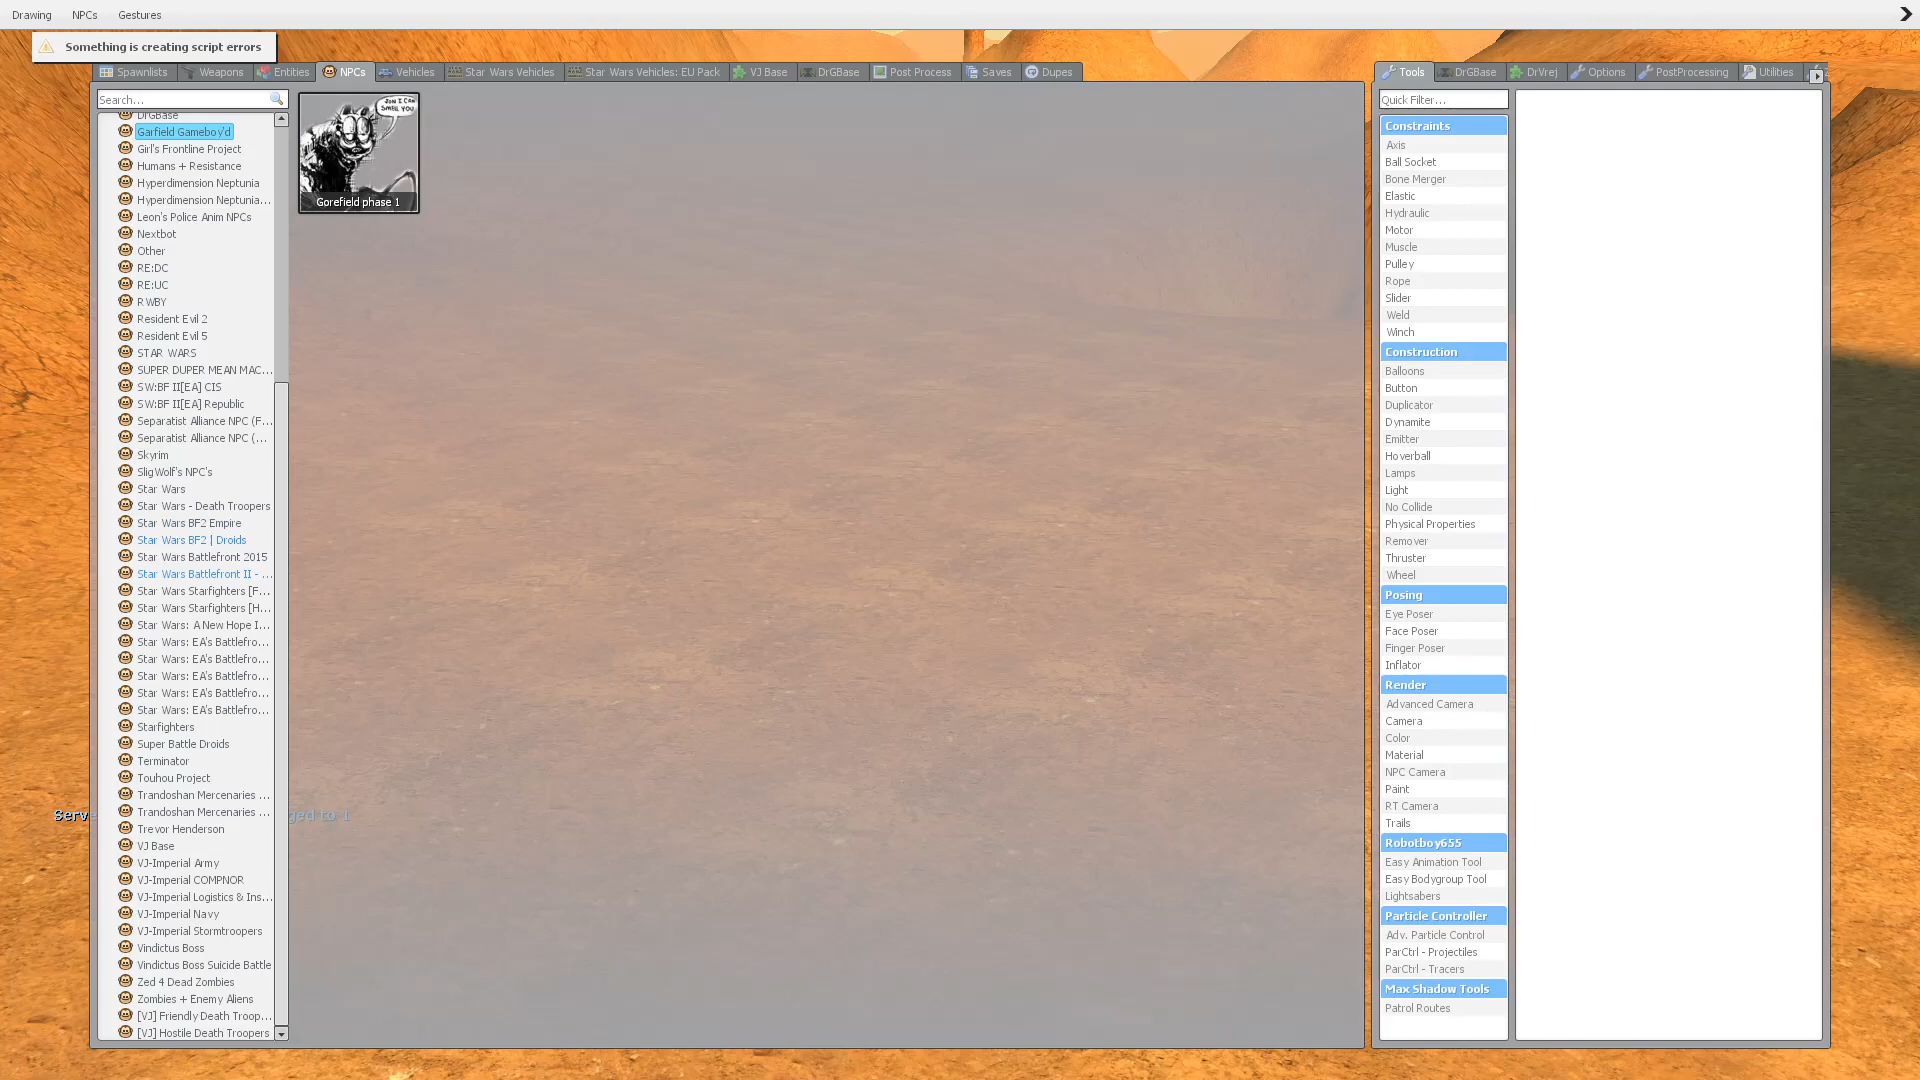 Drawing NPCs Gestures
Something is creating script errors
Spawnlists Weapons Entities NPCs Vehicles Star Wars Vehicles Star Wars Vehicles: EU Pack VJ Base DrGBase Post Process Saves Dupes
Search...
DrGBase
Garfield Gameboy'd
Girl's Frontline Project
Humans + Resistance
Hyperdimension Neptunia
Hyperdimension Neptunia...
Leon's Police Anim NPCs
Nextbot
Other
RE:DC
RE:UC
RWBY
Resident Evil 2
Resident Evil 5
STAR WARS
SUPER DUPER MEAN MAC...
SW:BF II[EA] CIS
SW:BF II[EA] Republic
Separatist Alliance NPC (F...
Separatist Alliance NPC (...
Skyrim
SligWolf's NPC's
Star Wars
Star Wars - Death Troopers
Star Wars BF2 Empire
Star Wars BF2 | Droids
Star Wars Battlefront 2015
Star Wars Battlefront II - ...
Star Wars Starfighters [F...
Star Wars Starfighters [H...
Star Wars: A New Hope I...
Star Wars: EA's Battlefro...
Star Wars: EA's Battlefro...
Star Wars: EA's Battlefro...
Star Wars: EA's Battlefro...
Star Wars: EA's Battlefro...
Starfighters
Super Battle Droids
Terminator
Touhou Project
Trandoshan Mercenaries ...
Trandoshan Mercenaries ...
Trevor Henderson
VJ Base
VJ-Imperial Army
VJ-Imperial COMPNOR
VJ-Imperial Logistics & Ins...
VJ-Imperial Navy
VJ-Imperial Stormtroopers
Vindictus Boss
Vindictus Boss Suicide Battle
Zed 4 Dead Zombies
Zombies + Enemy Aliens
[VJ] Friendly Death Troop...
[VJ] Hostile Death Troopers
Serv
ged to 1
JON I CAN
SMELL YOU
Gorefield phase 1
Tools DrGBase DrVrej Options PostProcessing Utilities
Quick Filter...
Constraints
Axis
Ball Socket
Bone Merger
Elastic
Hydraulic
Motor
Muscle
Pulley
Rope
Slider
Weld
Winch
Construction
Balloons
Button
Duplicator
Dynamite
Emitter
Hoverball
Lamps
Light
No Collide
Physical Properties
Remover
Thruster
Wheel
Posing
Eye Poser
Face Poser
Finger Poser
Inflator
Render
Advanced Camera
Camera
Color
Material
NPC Camera
Paint
RT Camera
Trails
Robotboy655
Easy Animation Tool
Easy Bodygroup Tool
Lightsabers
Particle Controller
Adv. Particle Control
ParCtrl - Projectiles
ParCtrl - Tracers
Max Shadow Tools
Patrol Routes